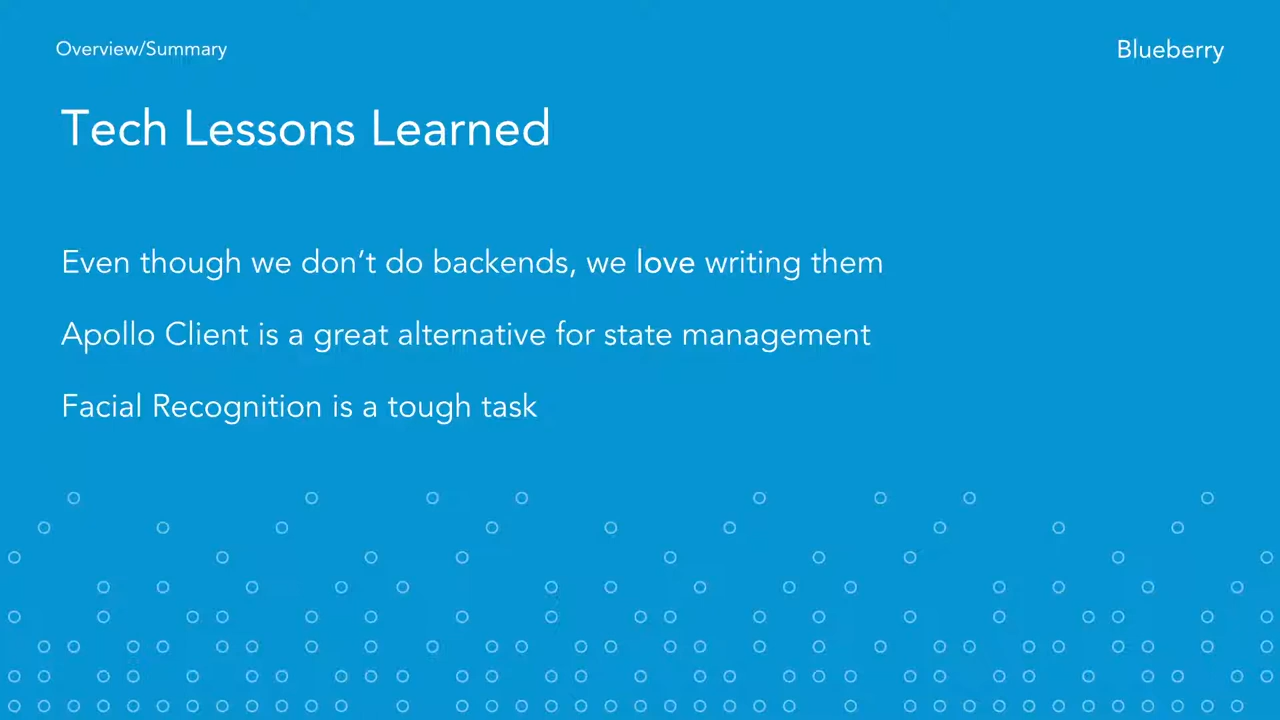 Overview/Summary
Blueberry
Tech Lessons Learned
Even though we don’t do backends, we love writing them
Apollo Client is a great alternative for state management
Facial Recognition is a tough task